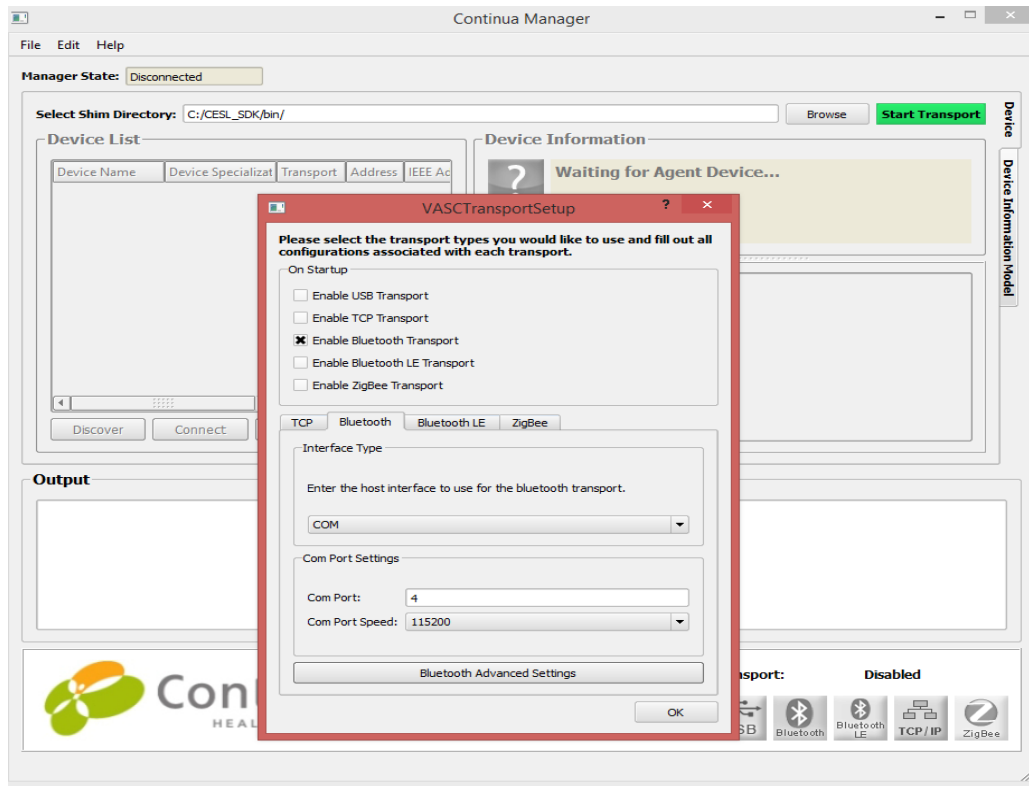 Continua Manager
File Edit Help
Manager State: Disconnected
Select Shim Directory: C:/CESL_SDK/bin/ Browse Start Transport
Device
Device Information Model
Device List
Device Information
Device Name Device Specializat Transport Address IEEE Ac
? Waiting for Agent Device...
VASCTransportSetup ?
Please select the transport types you would like to use and fill out all
configurations associated with each transport.
On Startup
Enable USB Transport
Enable TCP Transport
Enable Bluetooth Transport
Enable Bluetooth LE Transport
Enable ZigBee Transport
Discover Connect
TCP Bluetooth Bluetooth LE ZigBee
Interface Type
Enter the host interface to use for the bluetooth transport.
COM
Com Port Settings
Com Port: 4
Com Port Speed: 115200
Bluetooth Advanced Settings
OK
Output
Con
HEAL
nsport: Disabled
SB Bluetooth Bluetooth LE TCP/IP ZigBee